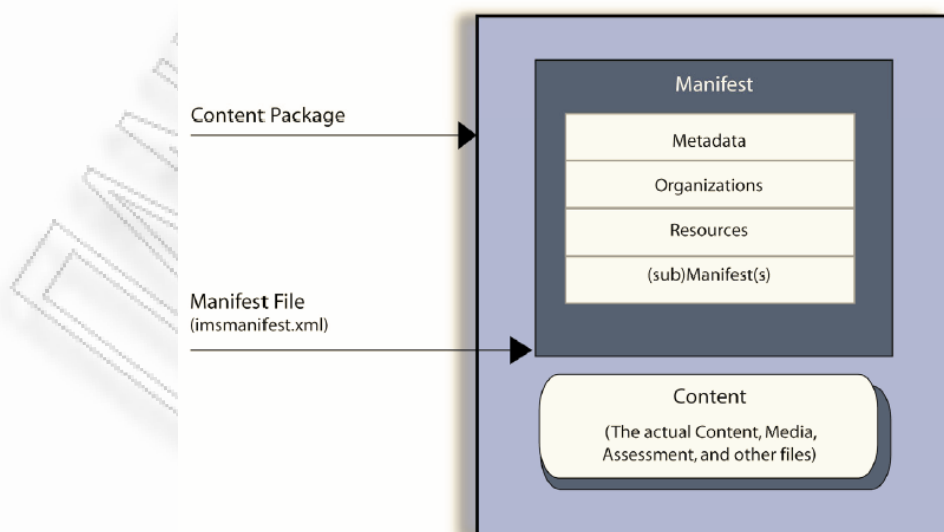 Content Package
Manifest File
(imsmanifest.xml)
Manifest
Metadata
Organizations
Resources
(sub)Manifest(s)
Content
(The actual Content, Media,
Assessment, and other files)